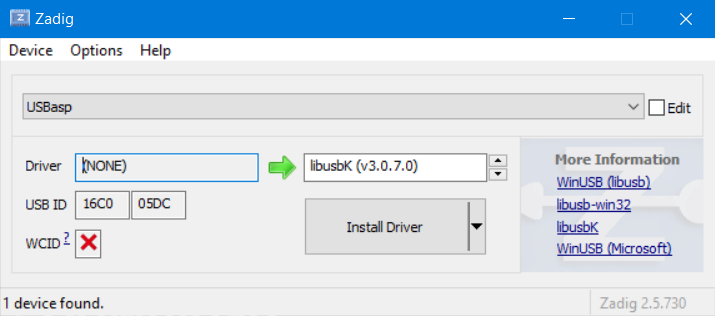 Zadig
Device Options Help
USBasp
Edit
Driver (NONE) libusbK (v3.0.7.0)
USB ID 16C0 05DC
WCID ?
Install Driver
More Information
WinUSB (libusb)
libusb-win32
libusbK
WinUSB (Microsoft)
1 device found.
Zadig 2.5.730